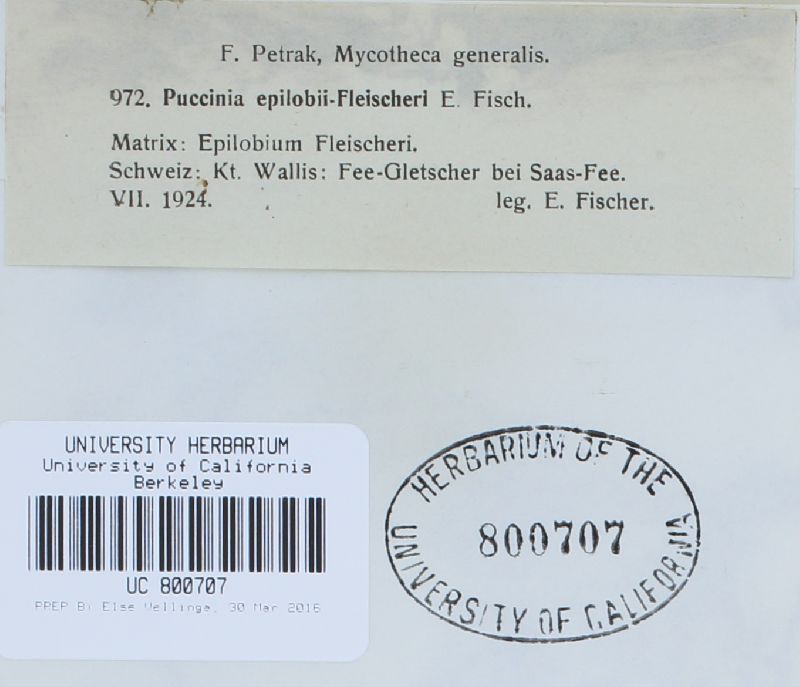 F. Petrak, Mycotheca generalis.
972. Puccinia epilobii-Fleischeri E. Fisch.
Matrix: Epilobium Fleischeri.
Schweiz: Kt. Wallis: Fee-Gletscher bei Saas-Fee.
VII. 1924. leg. E. Fischer.
UNIVERSITY HERBARIUM
University of California
Berkeley
UC 800707
PREP By Else Vellinga, 30 Mar 2016
HERBARIUM OF THE
800707
UNIVERSITY OF CALIFORNIA